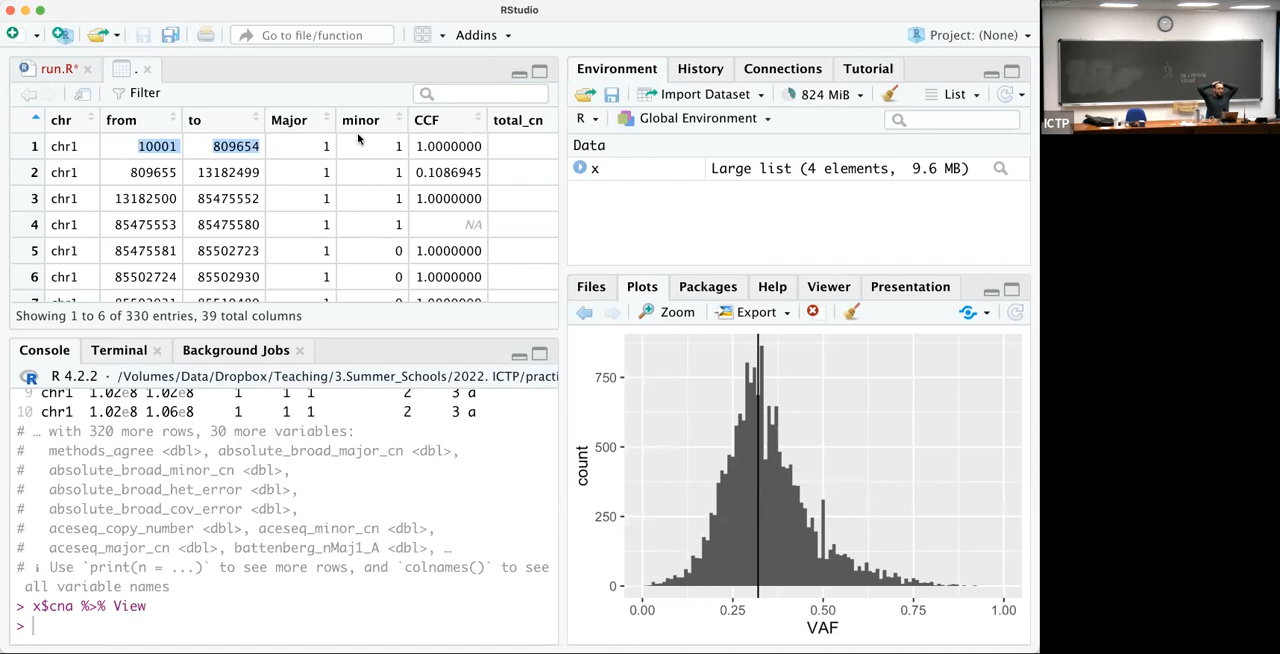 RStudio
Go to file/function
Addins
Project: (None)
run.R*
.
Filter
chr from to Major minor CCF total_cn
1 chr1 10001 809654 1 1 1.0000000
2 chr1 809655 13182499 1 1 0.1086945
3 chr1 13182500 85475552 1 1 1.0000000
4 chr1 85475553 85475580 1 1 NA
5 chr1 85475581 85502723 1 0 1.0000000
6 chr1 85502724 85502930 1 0 1.0000000
Showing 1 to 6 of 330 entries, 39 total columns
Console Terminal Background Jobs
R 4.2.2 · /Volumes/Data/Dropbox/Teaching/3.Summer_Schools/2022. ICTP/practi
9 chr1 1.02e8 1.02e8 1 1 1 2 3 a
10 chr1 1.02e8 1.06e8 1 1 1 2 3 a
# … with 320 more rows, 30 more variables:
# methods_agree <dbl>, absolute_broad_major_cn <dbl>,
# absolute_broad_minor_cn <dbl>,
# absolute_broad_het_error <dbl>,
# absolute_broad_cov_error <dbl>,
# aceseq_copy_number <dbl>, aceseq_minor_cn <dbl>,
# aceseq_major_cn <dbl>, battenberg_nMaj1_A <dbl>, …
# ℹ Use `print(n = ...)` to see more rows, and `colnames()` to see
all variable names
> x$cna %>% View
>
Environment History Connections Tutorial
Import Dataset 824 MiB List
R Global Environment
Data
x Large list (4 elements, 9.6 MB)
Files Plots Packages Help Viewer Presentation
Zoom Export
750
500
250
0
count
0.00 0.25 0.50 0.75 1.00
VAF
ICTP